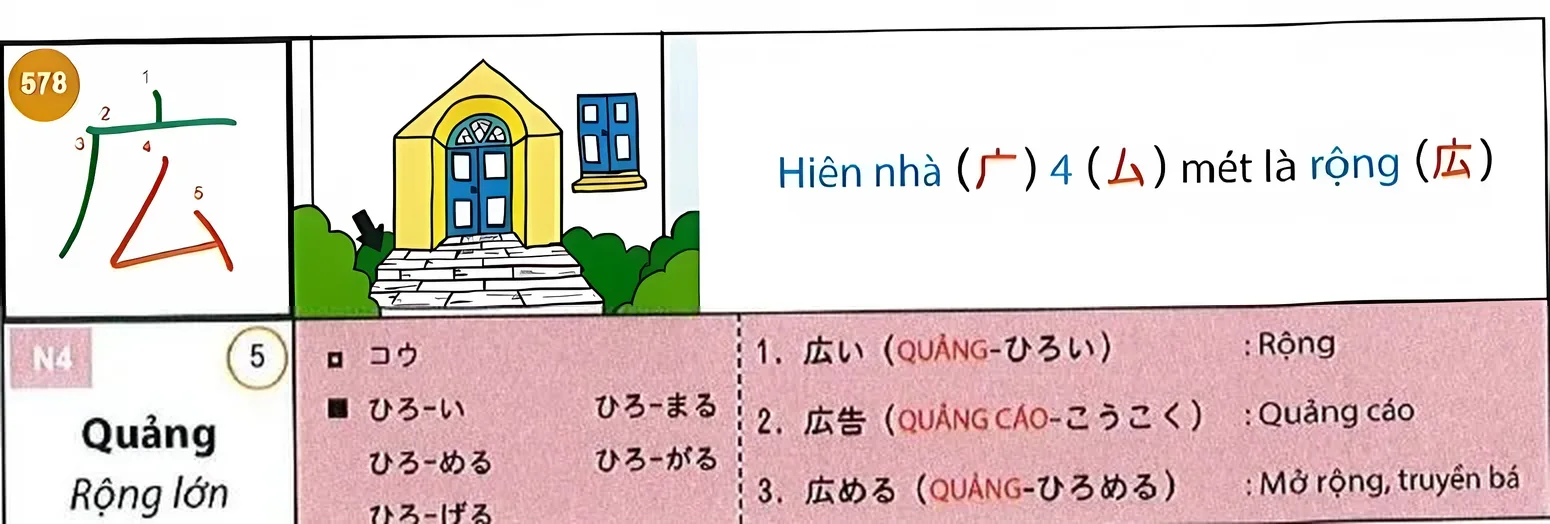 578
1
2
3
4
5
広
Hiên nhà (广) 4 (ム) mét là rộng (広)
N4
5
Quảng
Rộng lớn
コウ
ひろ-い ひろ-まる
ひろ-める ひろ-がる
ひろ-げる
1. 広い (QUẢNG-ひろい) : Rộng
2. 広告 (QUẢNG CÁO-こうこく) : Quảng cáo
3. 広める (QUẢNG-ひろめる) : Mở rộng, truyền bá